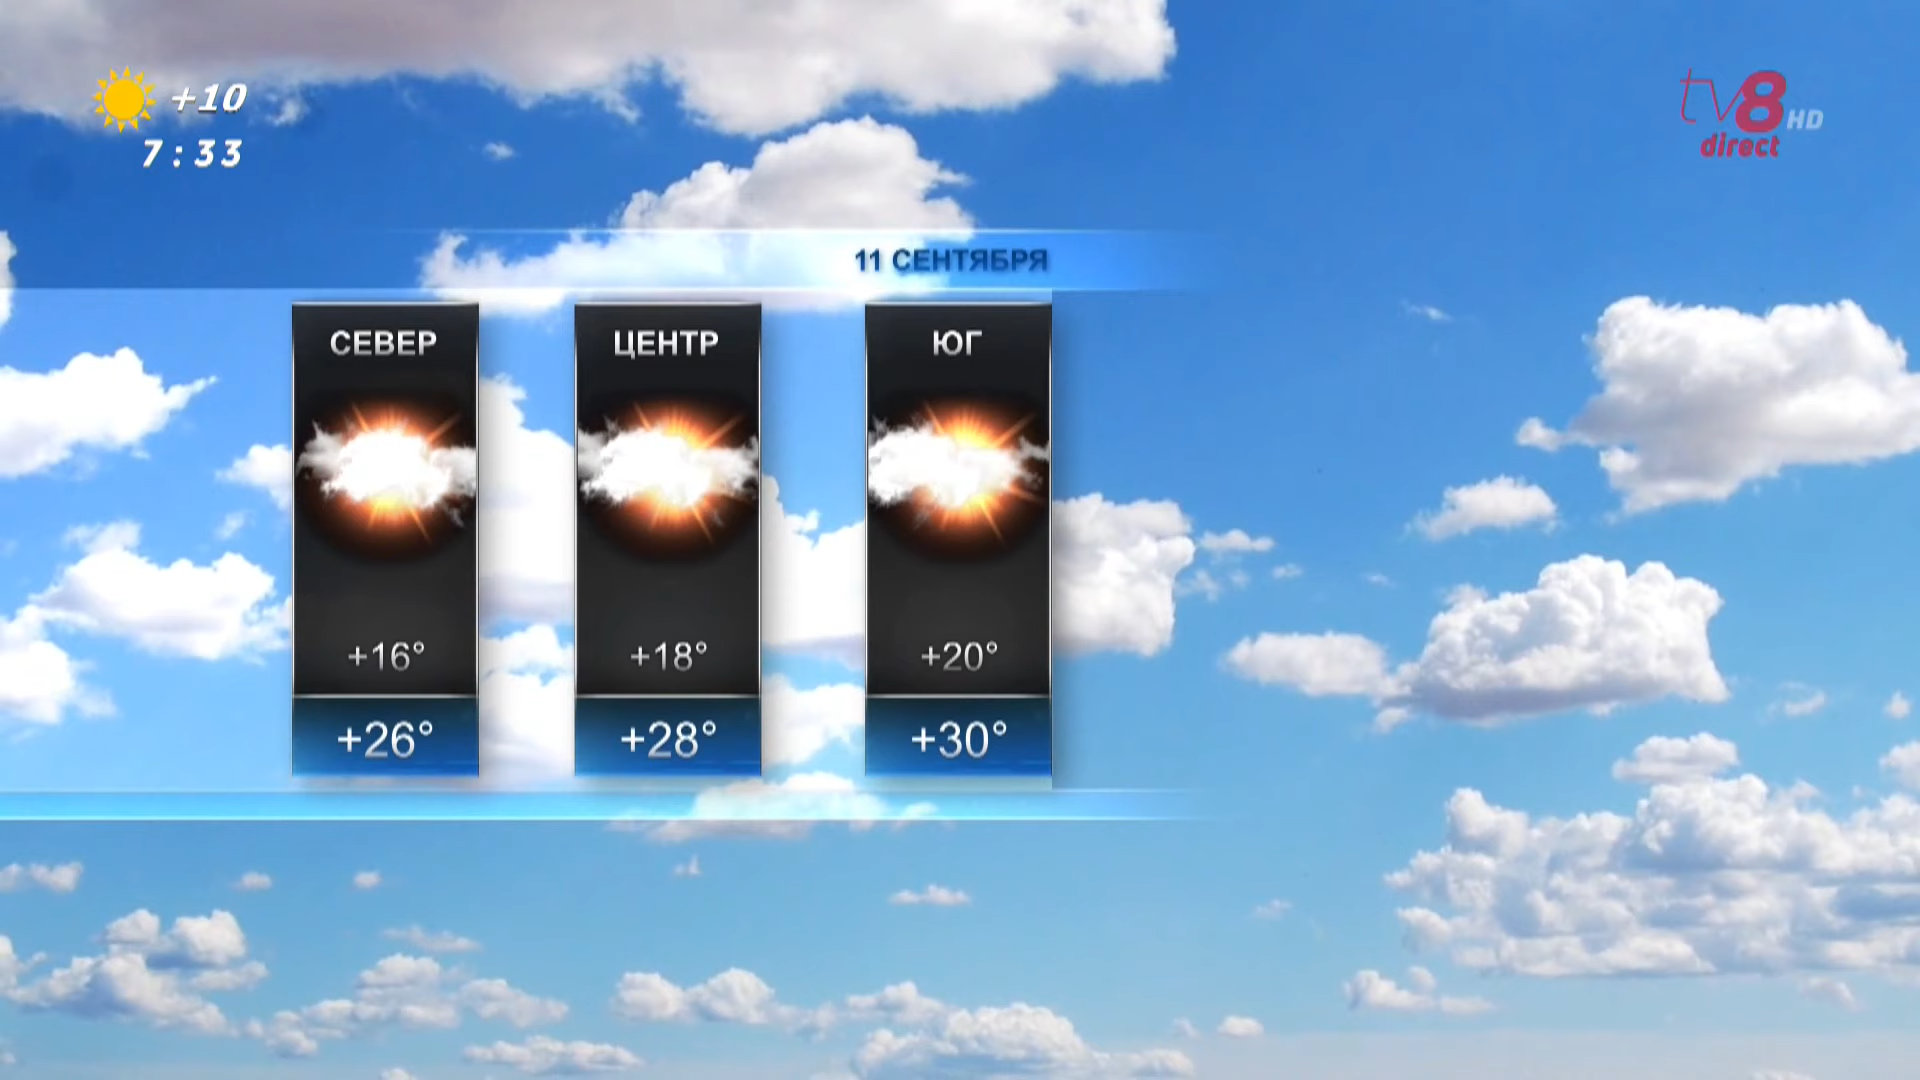 +10
7:33
tv8 HD
direct
11 СЕНТЯБРЯ
СЕВЕР
+16°
+26°
ЦЕНТР
+18°
+28°
ЮГ
+20°
+30°